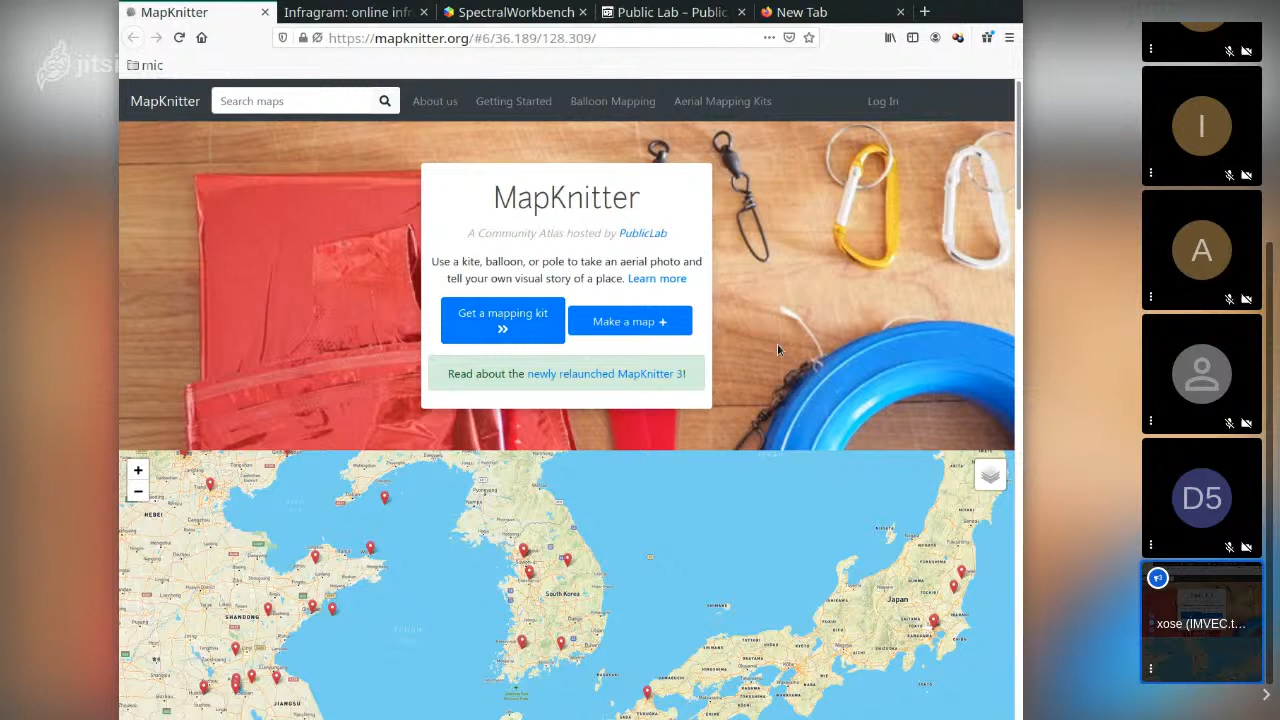 MapKnitter
Infragram: online infr
SpectralWorkbench
Public Lab – Public
New Tab
https://mapknitter.org/#6/36.189/128.309/
jitsi
mic
MapKnitter
Search maps
About us
Getting Started
Balloon Mapping
Aerial Mapping Kits
Log In
MapKnitter
A Community Atlas hosted by PublicLab
Use a kite, balloon, or pole to take an aerial photo and
tell your own visual story of a place. Learn more
Get a mapping kit
Make a map +
Read about the newly relaunched MapKnitter 3!
+
−
HEBEI
SHANDONG
JIANGSU
South Korea
Japan
I
A
D5
xose (IMVEC.t...